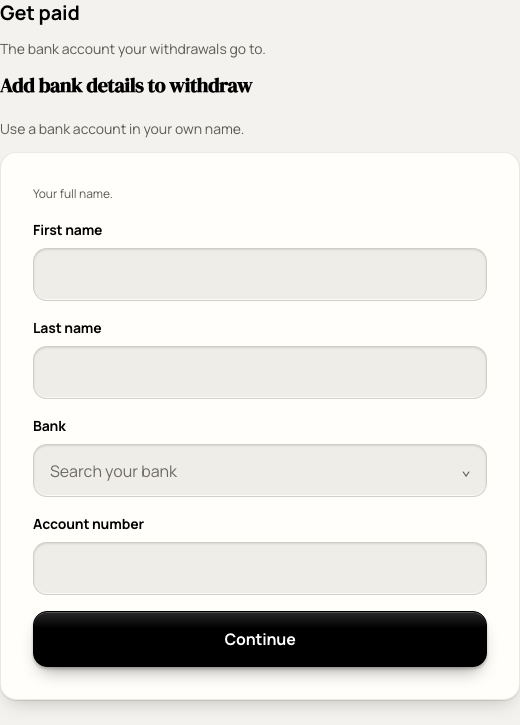 Get paid
The bank account your withdrawals go to.
Add bank details to withdraw
Use a bank account in your own name.
Your full name.
First name
Last name
Bank
Search your bank
Account number
Continue